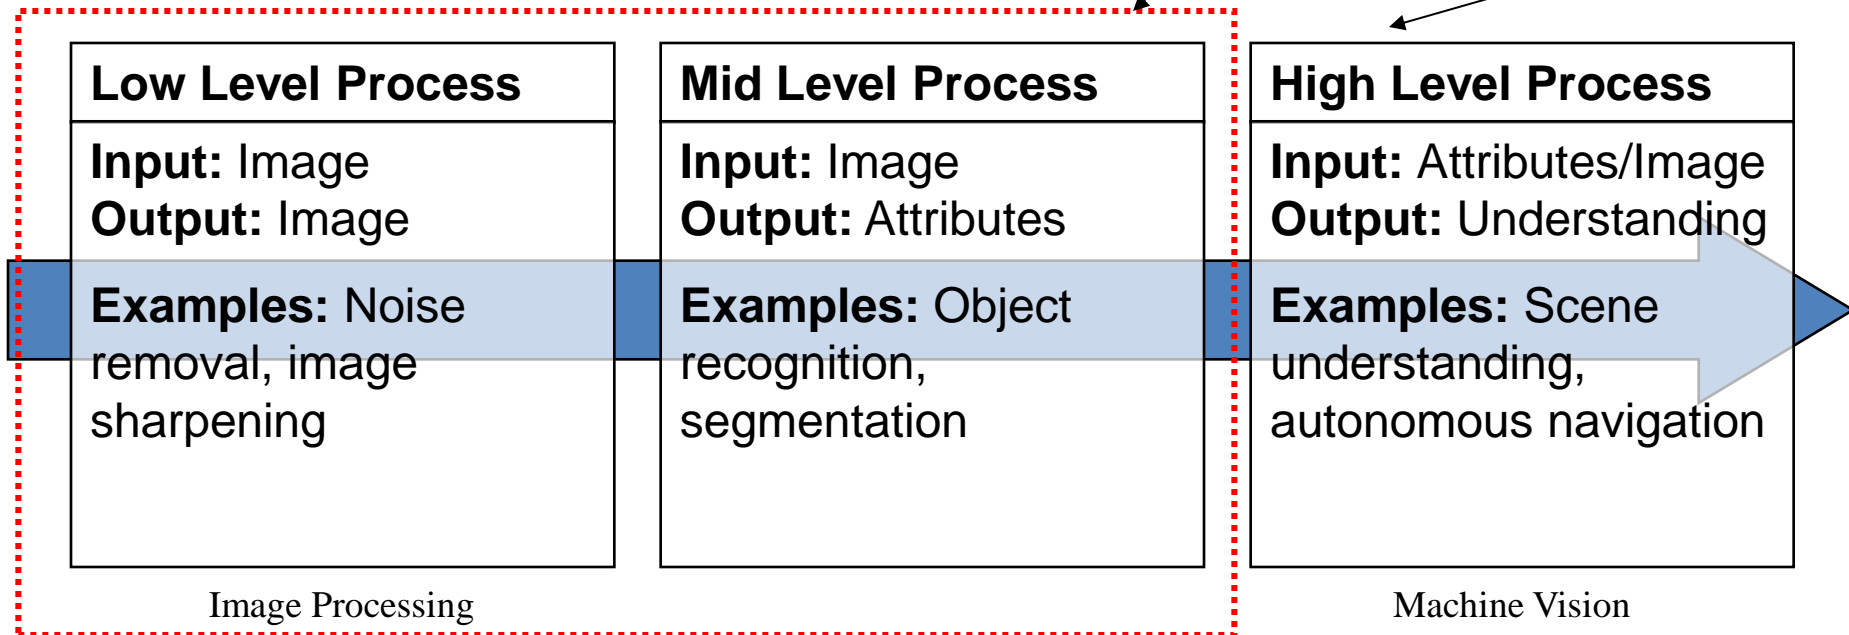 Low Level Process
Input: Image
Output: Image
Examples: Noise
removal, image
sharpening
Mid Level Process
Input: Image
Output: Attributes
Examples: Object
recognition,
segmentation
High Level Process
Input: Attributes/Image
Output: Understanding
Examples: Scene
understanding,
autonomous navigation
Image Processing
Machine Vision